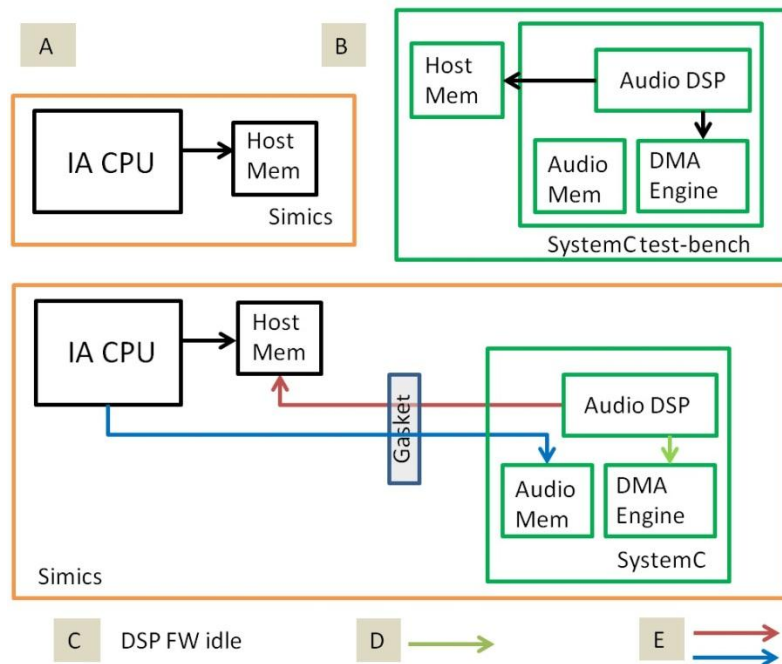 A
B
IA CPU
Host
Mem
Simics
Host
Mem
Audio DSP
Audio
Mem
DMA
Engine
SystemC test-bench
IA CPU
Host
Mem
Gasket
Audio DSP
Audio
Mem
DMA
Engine
SystemC
Simics
C DSP FW idle
D
E